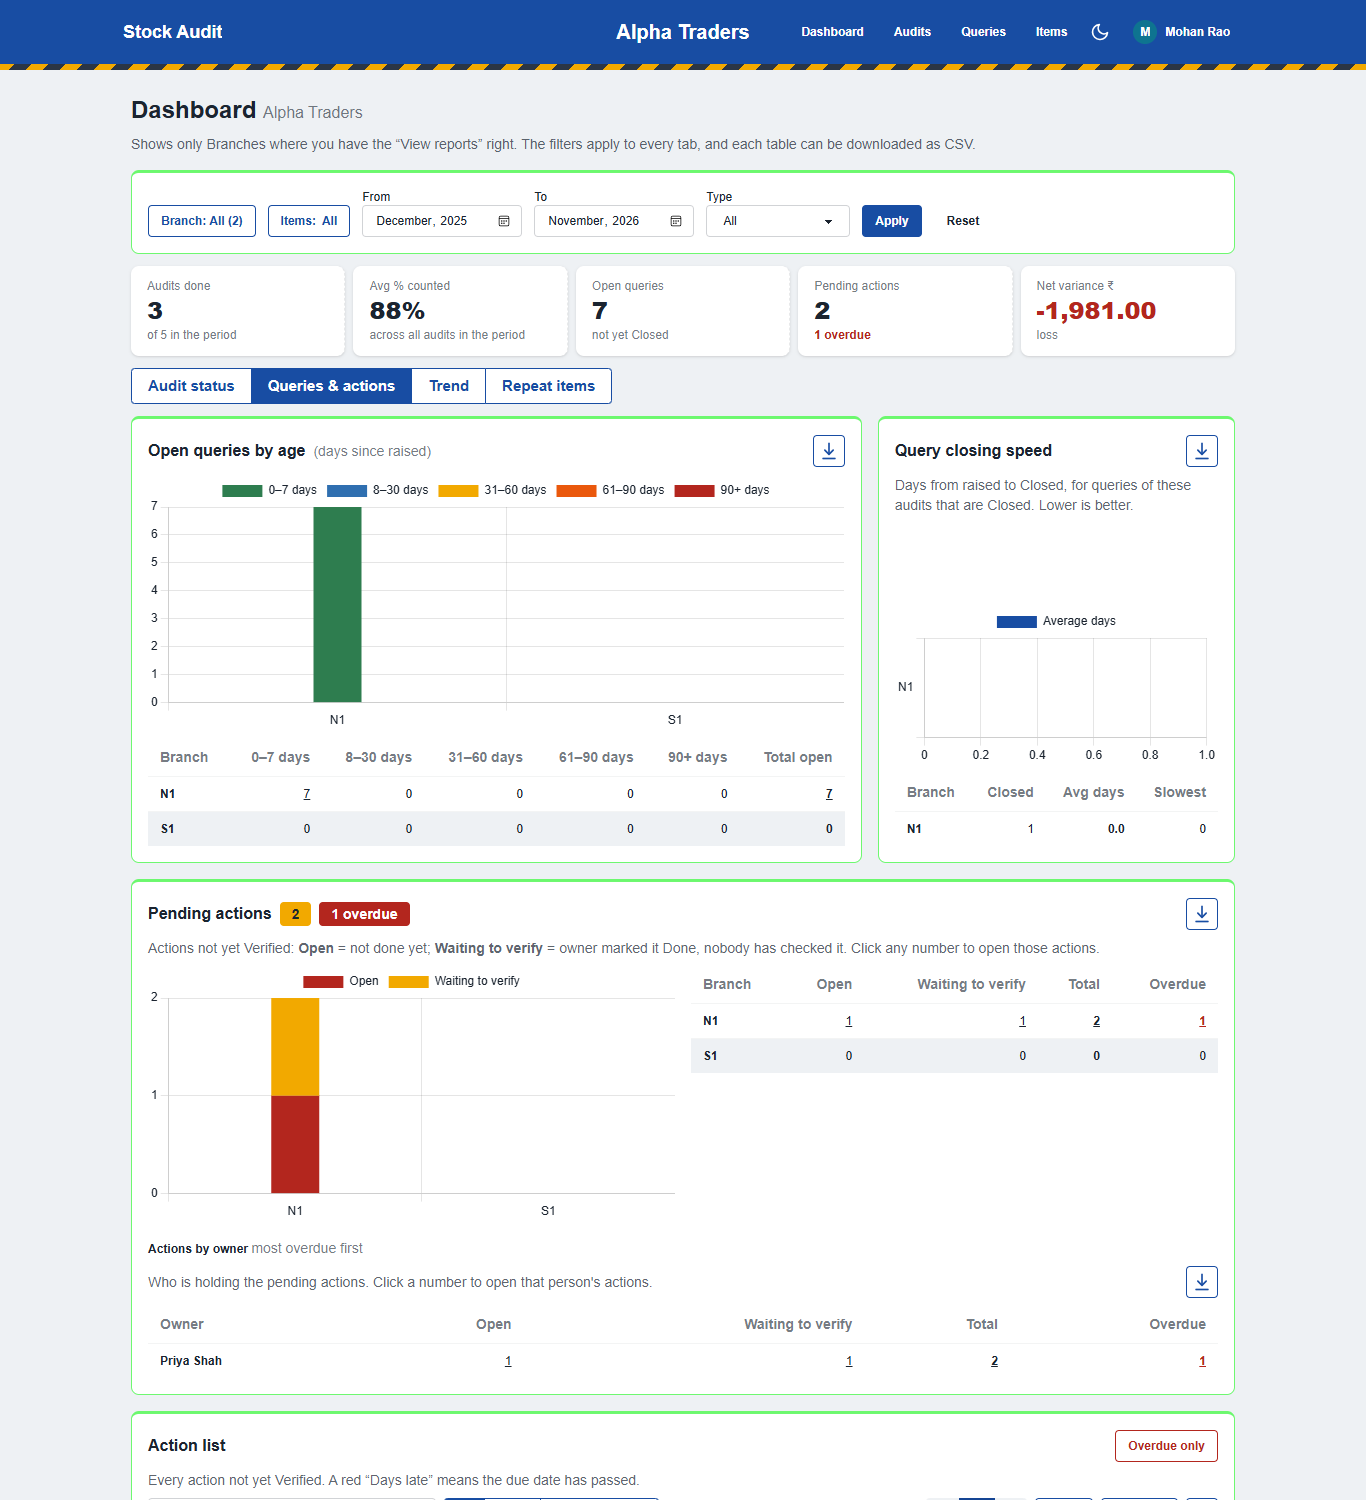 Stock Audit
Alpha Traders
Dashboard
Audits
Queries
Items
M
Mohan Rao
Dashboard Alpha Traders
Shows only Branches where you have the “View reports” right. The filters apply to every tab, and each table can be downloaded as CSV.
From
To
Type
Branch: All (2)
Items: All
December, 2025
November, 2026
All
Apply
Reset
Audits done
3
of 5 in the period
Avg % counted
88%
across all audits in the period
Open queries
7
not yet Closed
Pending actions
2
1 overdue
Net variance ₹
-1,981.00
loss
Audit status
Queries & actions
Trend
Repeat items
Open queries by age (days since raised)
0–7 days
8–30 days
31–60 days
61–90 days
90+ days
7
6
5
4
3
2
1
0
N1
S1
Branch 0–7 days 8–30 days 31–60 days 61–90 days 90+ days Total open
N1 7 0 0 0 0 7
S1 0 0 0 0 0 0
Query closing speed
Days from raised to Closed, for queries of these
audits that are Closed. Lower is better.
Average days
N1
0 0.2 0.4 0.6 0.8 1.0
Branch Closed Avg days Slowest
N1 1 0.0 0
Pending actions 2 1 overdue
Actions not yet Verified: Open = not done yet; Waiting to verify = owner marked it Done, nobody has checked it. Click any number to open those actions.
Open
Waiting to verify
2
1
0
N1
S1
Branch Open Waiting to verify Total Overdue
N1 1 1 2 1
S1 0 0 0 0
Actions by owner most overdue first
Who is holding the pending actions. Click a number to open that person's actions.
Owner Open Waiting to verify Total Overdue
Priya Shah 1 1 2 1
Action list
Overdue only
Every action not yet Verified. A red “Days late” means the due date has passed.